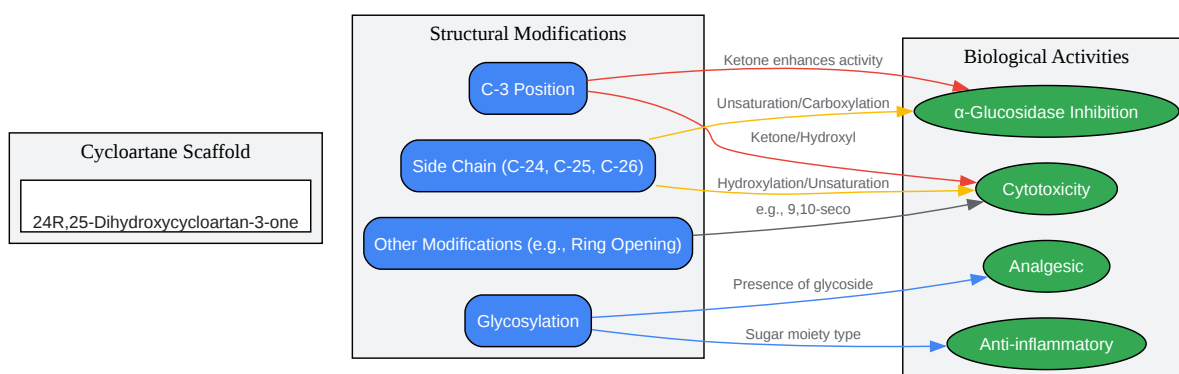 Cycloartane Scaffold
24R,25-Dihydroxycycloartan-3-one
Structural Modifications
C-3 Position
Side Chain (C-24, C-25, C-26)
Other Modifications (e.g., Ring Opening)
Glycosylation
Ketone enhances activity
Unsaturation/Carboxylation
Ketone/Hydroxyl
Hydroxylation/Unsaturation
e.g., 9,10-seco
Presence of glycoside
Sugar moiety type
Biological Activities
α-Glucosidase Inhibition
Cytotoxicity
Analgesic
Anti-inflammatory